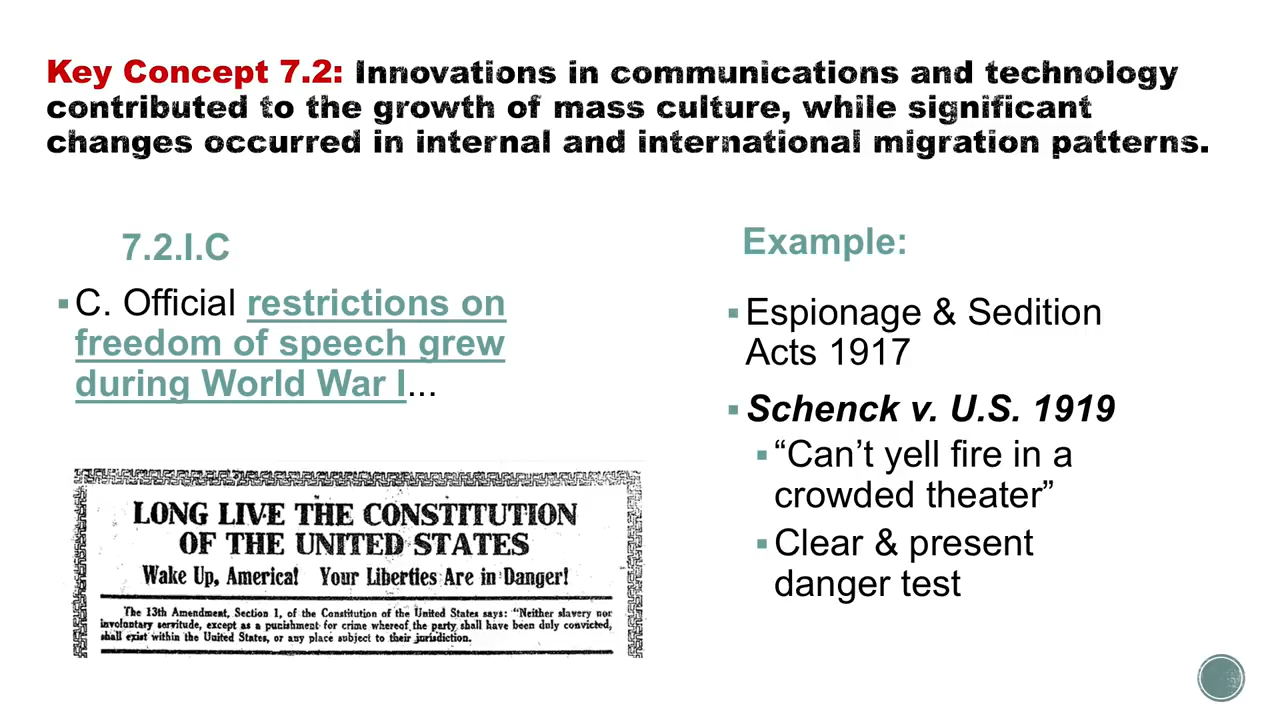 Key Concept 7.2: Innovations in communications and technology
contributed to the growth of mass culture, while significant
changes occurred in internal and international migration patterns.
7.2.I.C
▪C. Official restrictions on
freedom of speech grew
during World War I...
LONG LIVE THE CONSTITUTION
OF THE UNITED STATES
Wake Up, America! Your Liberties Are in Danger!
The 13th Amendment, Section 1, of the Constitution of the United States says: "Neither slavery nor
involuntary servitude, except as a punishment for crime whereof the party shall have been duly convicted,
shall exist within the United States, or any place subject to their jurisdiction.
Example:
▪Espionage & Sedition
Acts 1917
▪Schenck v. U.S. 1919
▪“Can’t yell fire in a
crowded theater”
▪Clear & present
danger test